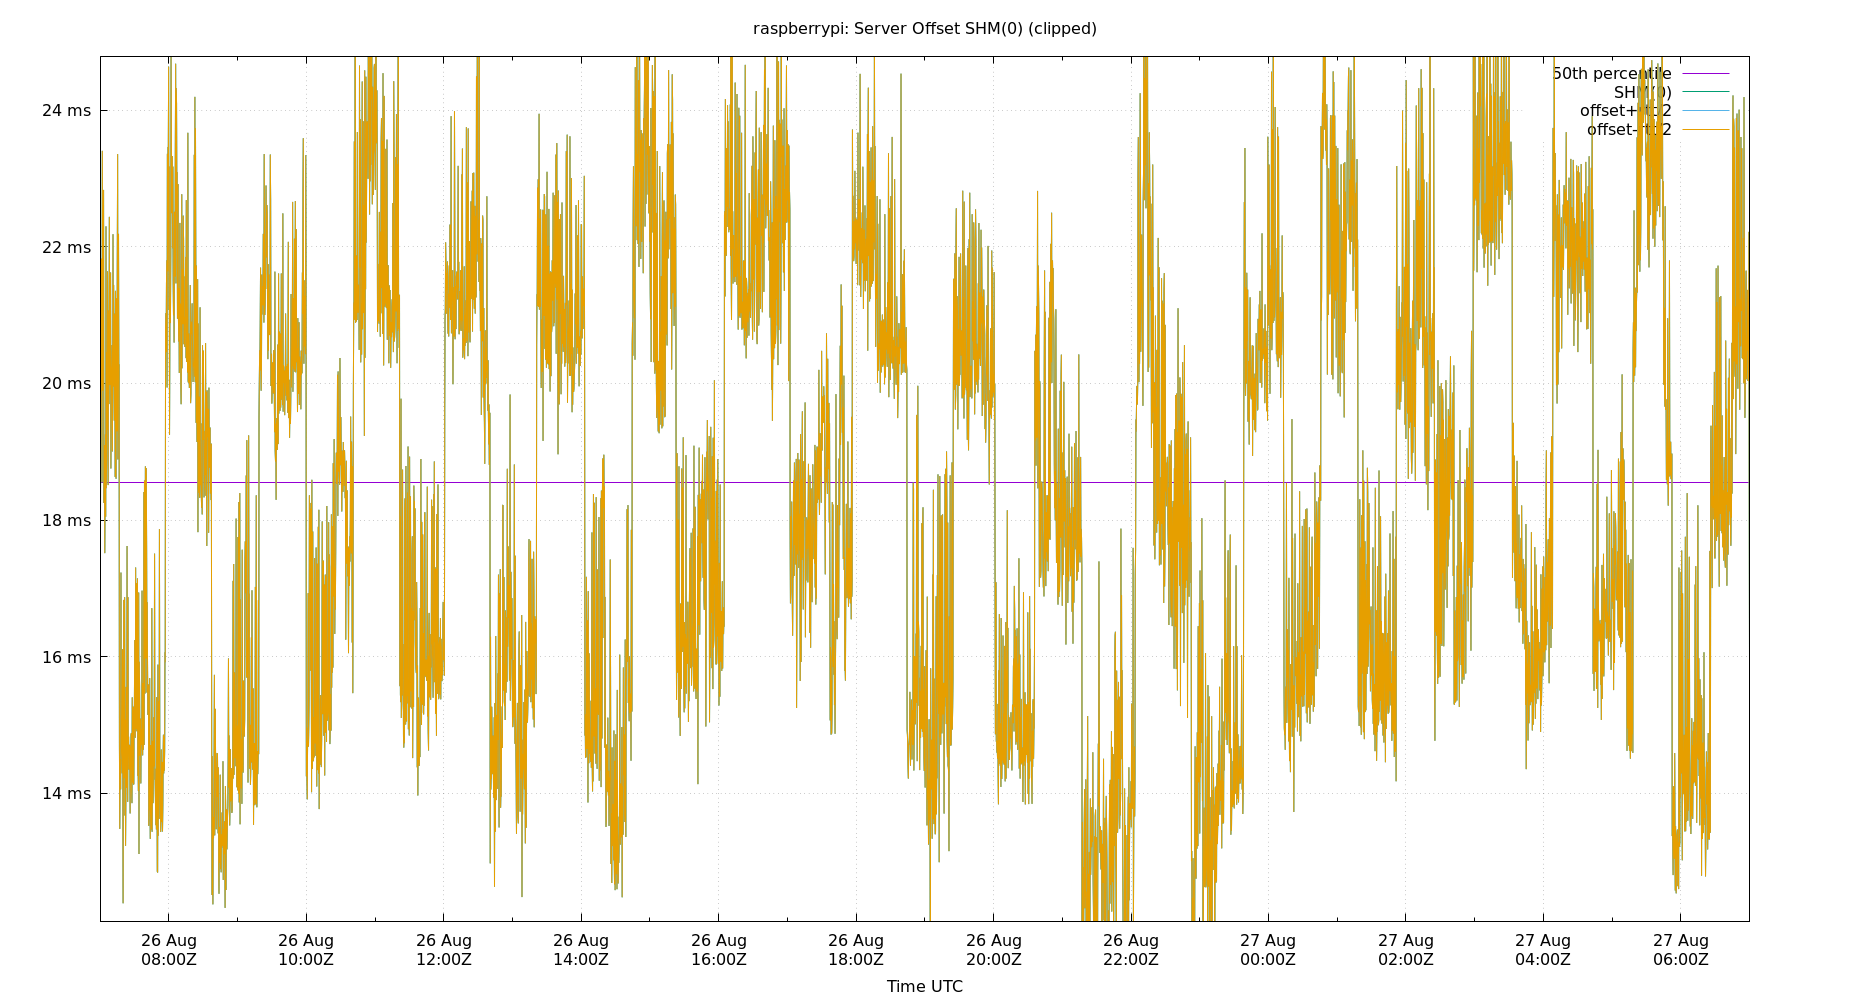 raspberrypi: Server Offset SHM(0) (clipped)
50th percentile
SHM(0)
offset+rtt/2
offset-rtt/2
24 ms
22 ms
20 ms
18 ms
16 ms
14 ms
26 Aug
08:00Z
26 Aug
10:00Z
26 Aug
12:00Z
26 Aug
14:00Z
26 Aug
16:00Z
26 Aug
18:00Z
26 Aug
20:00Z
26 Aug
22:00Z
27 Aug
00:00Z
27 Aug
02:00Z
27 Aug
04:00Z
27 Aug
06:00Z
Time UTC